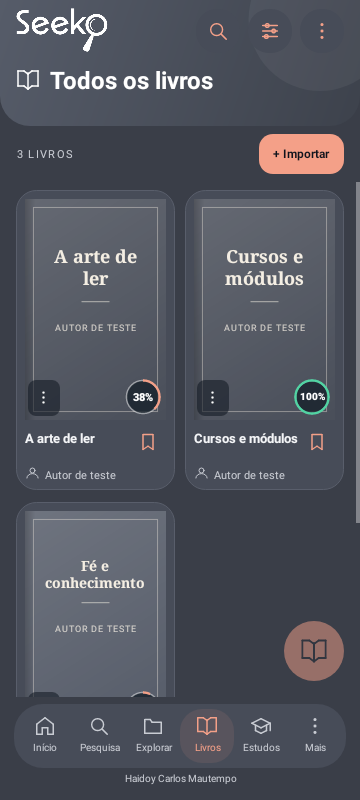 Seeko
Todos os livros
3 LIVROS
+ Importar
A arte de
ler
AUTOR DE TESTE
38%
A arte de ler
Autor de teste
Cursos e
módulos
AUTOR DE TESTE
100%
Cursos e módulos
Autor de teste
Fé e
conhecimento
AUTOR DE TESTE
Início
Pesquisa
Explorar
Livros
Estudos
Mais
Haidoy Carlos Mautempo